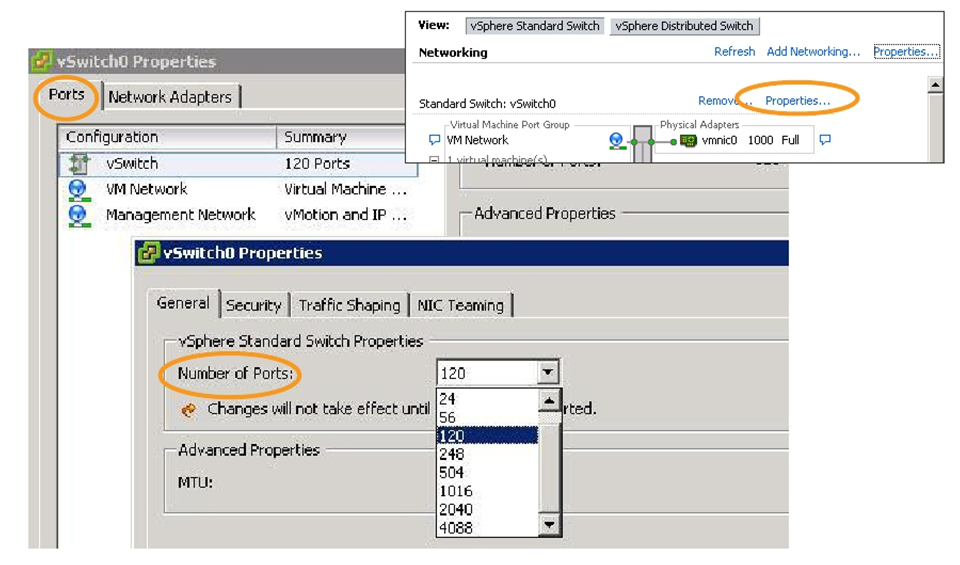 View: vSphere Standard Switch vSphere Distributed Switch
Networking Refresh Add Networking... Properties...
Standard Switch: vSwitch0 Remove... Properties...
Virtual Machine Port Group Physical Adapters
VM Network vmnic0 1000 Full
1 virtual machine(s)
vSwitch0 Properties
Ports Network Adapters
Configuration Summary
vSwitch 120 Ports
VM Network Virtual Machine ...
Management Network vMotion and IP ...
Advanced Properties
vSwitch0 Properties
General Security Traffic Shaping NIC Teaming
vSphere Standard Switch Properties
Number of Ports: 120
Changes will not take effect until rted.
Advanced Properties
MTU:
24
56
120
248
504
1016
2040
4088